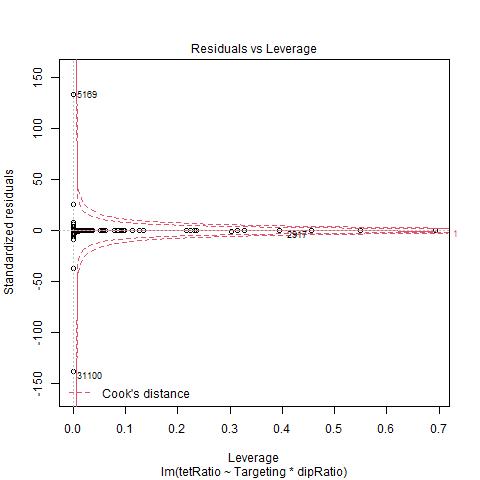 Residuals vs Leverage
Standardized residuals
150
100
50
0
-50
-100
-150
5169
2917
31100
1
Cook's distance
0.0 0.1 0.2 0.3 0.4 0.5 0.6 0.7
Leverage
lm(tetRatio ~ Targeting * dipRatio)